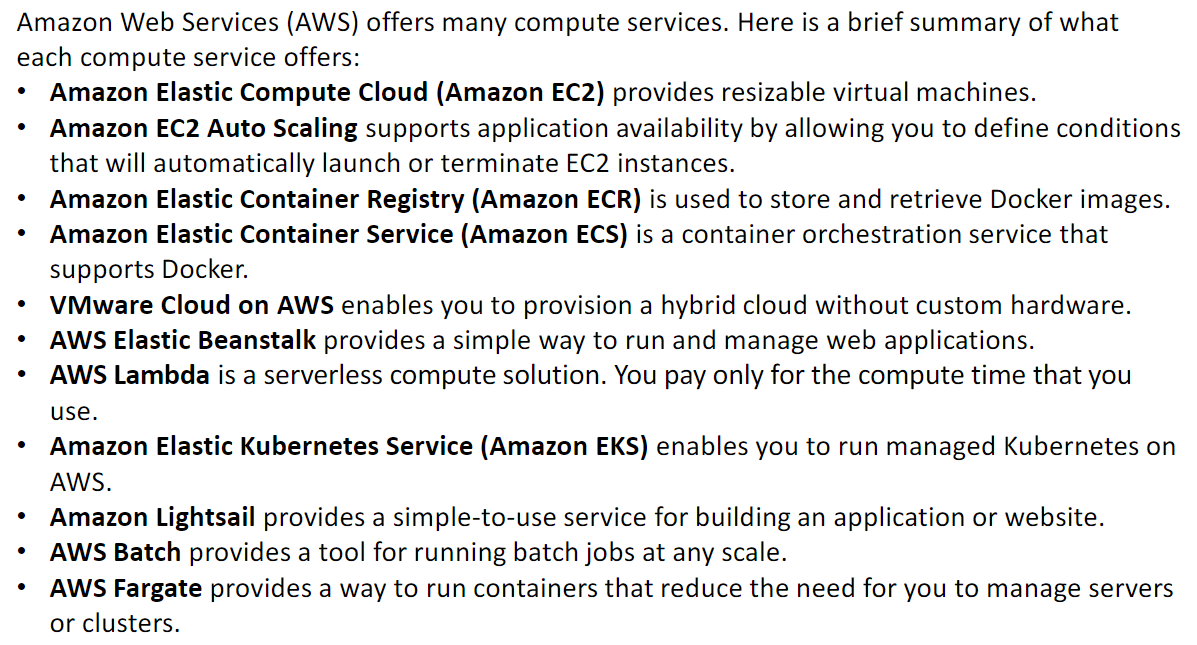 Amazon Web Services (AWS) offers many compute services. Here is a brief summary of what
each compute service offers:
• Amazon Elastic Compute Cloud (Amazon EC2) provides resizable virtual machines.
• Amazon EC2 Auto Scaling supports application availability by allowing you to define conditions
that will automatically launch or terminate EC2 instances.
• Amazon Elastic Container Registry (Amazon ECR) is used to store and retrieve Docker images.
• Amazon Elastic Container Service (Amazon ECS) is a container orchestration service that
supports Docker.
• VMware Cloud on AWS enables you to provision a hybrid cloud without custom hardware.
• AWS Elastic Beanstalk provides a simple way to run and manage web applications.
• AWS Lambda is a serverless compute solution. You pay only for the compute time that you
use.
• Amazon Elastic Kubernetes Service (Amazon EKS) enables you to run managed Kubernetes on
AWS.
• Amazon Lightsail provides a simple-to-use service for building an application or website.
• AWS Batch provides a tool for running batch jobs at any scale.
• AWS Fargate provides a way to run containers that reduce the need for you to manage servers
or clusters.